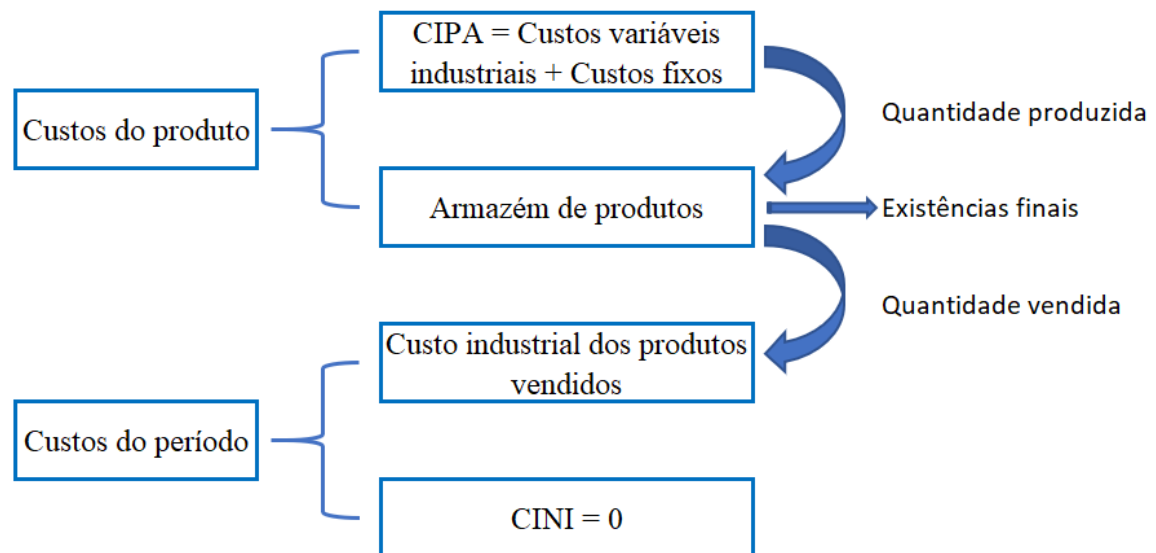 CIPA = Custos variáveis
industriais + Custos fixos
Custos do produto
Quantidade produzida
Armazém de produtos
Existências finais
Quantidade vendida
Custo industrial dos produtos
vendidos
Custos do período
CINI = 0